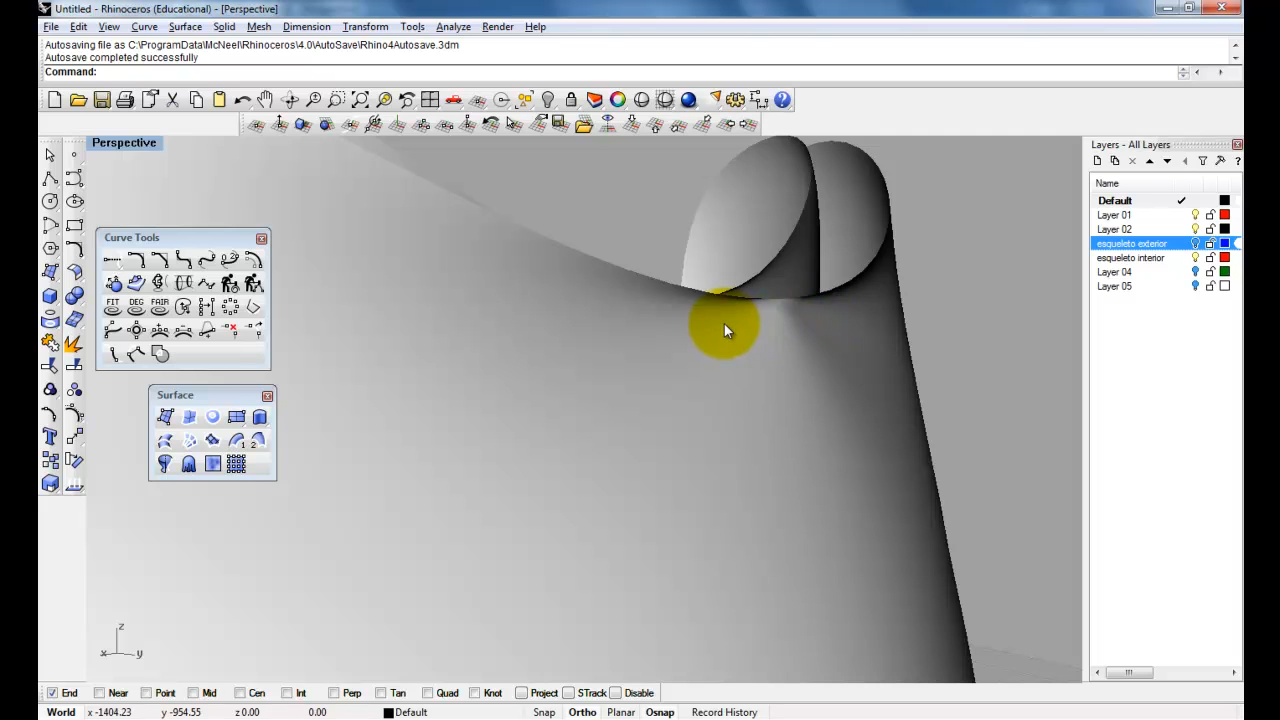 Untitled - Rhinoceros (Educational) - [Perspective]
File Edit View Curve Surface Solid Mesh Dimension Transform Tools Analyze Render Help
Autosaving file as C:\ProgramData\McNeel\Rhinoceros\4.0\AutoSave\Rhino4Autosave.3dm
Autosave completed successfully
Command:
Perspective
Layers - All Layers
Name
Default
Layer 01
Layer 02
esqueleto exterior
esqueleto interior
Layer 04
Layer 05
Curve Tools
FIT DEG FAIR
Surface
1 2
z
x y
End Near Point Mid Cen Int Perp Tan Quad Knot Project STrack Disable
World x -1404.23 y -954.55 z 0.00 0.00 Default Snap Ortho Planar Osnap Record History